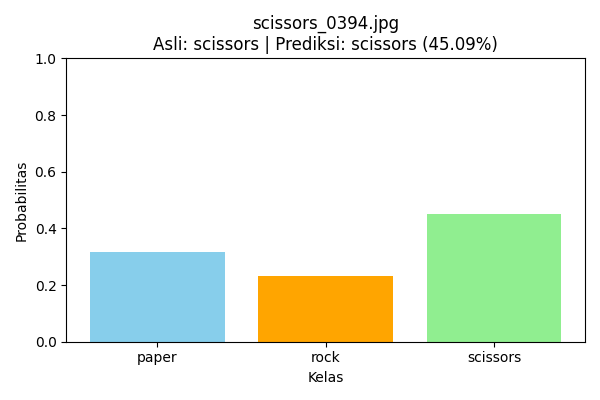 scissors_0394.jpg
Asli: scissors | Prediksi: scissors (45.09%)
1.0
0.8
0.6
0.4
0.2
0.0
Probabilitas
paper
rock
scissors
Kelas